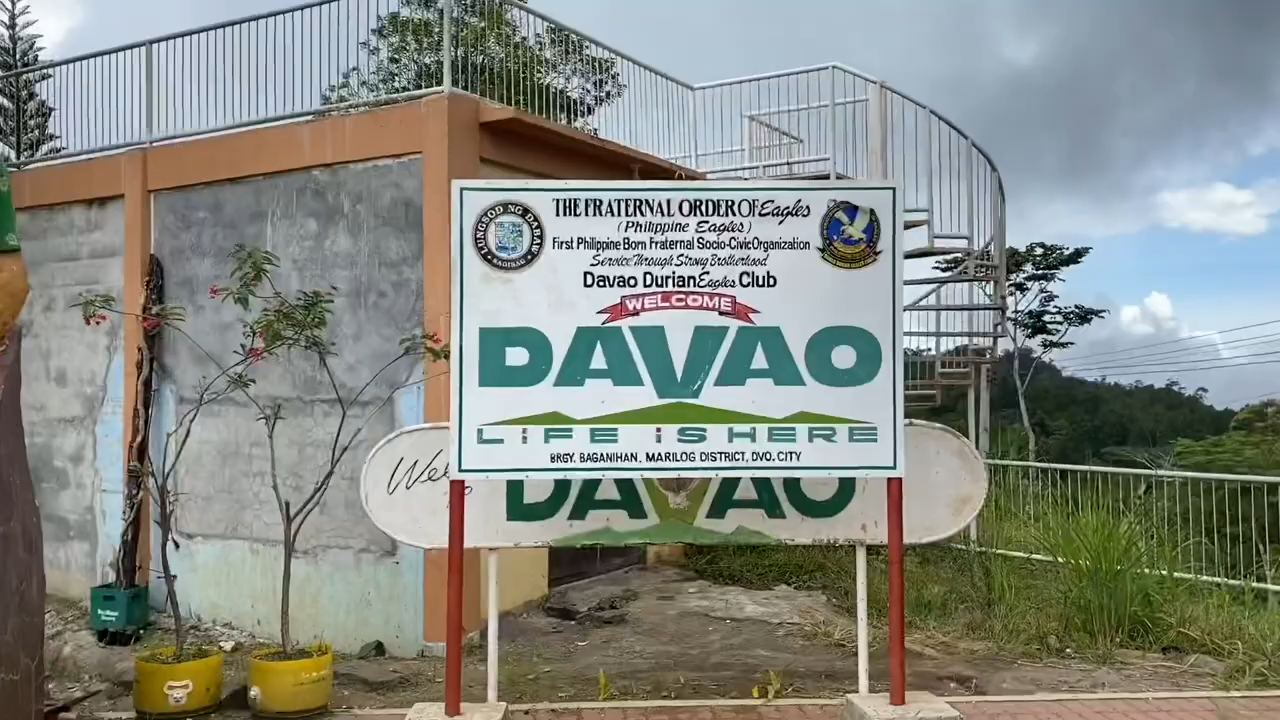 THE FRATERNAL ORDER OF Eagles
(Philippine Eagles)
First Philippine Born Fraternal Socio-Civic Organization
Service Through Strong Brotherhood
Davao Durian Eagles Club
WELCOME
DAVAO
LiFE iS HERE
BRGY. BAGANIHAN, MARILOG DISTRICT, DVO. CITY
LUNGSOD NG DABAW
DAVAO